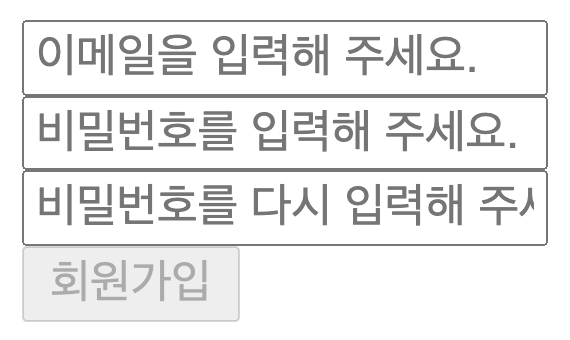 이메일을 입력해 주세요.
비밀번호를 입력해 주세요.
비밀번호를 다시 입력해 주
회원가입